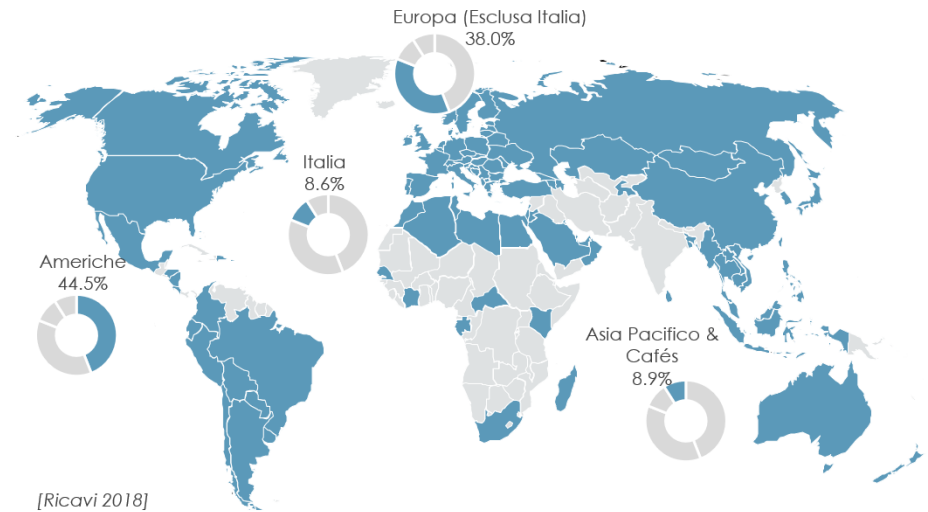 Europa (Esclusa Italia)
38.0%
Italia
8.6%
Americhe
44.5%
Asia Pacifico &
Cafés
8.9%
[Ricavi 2018]